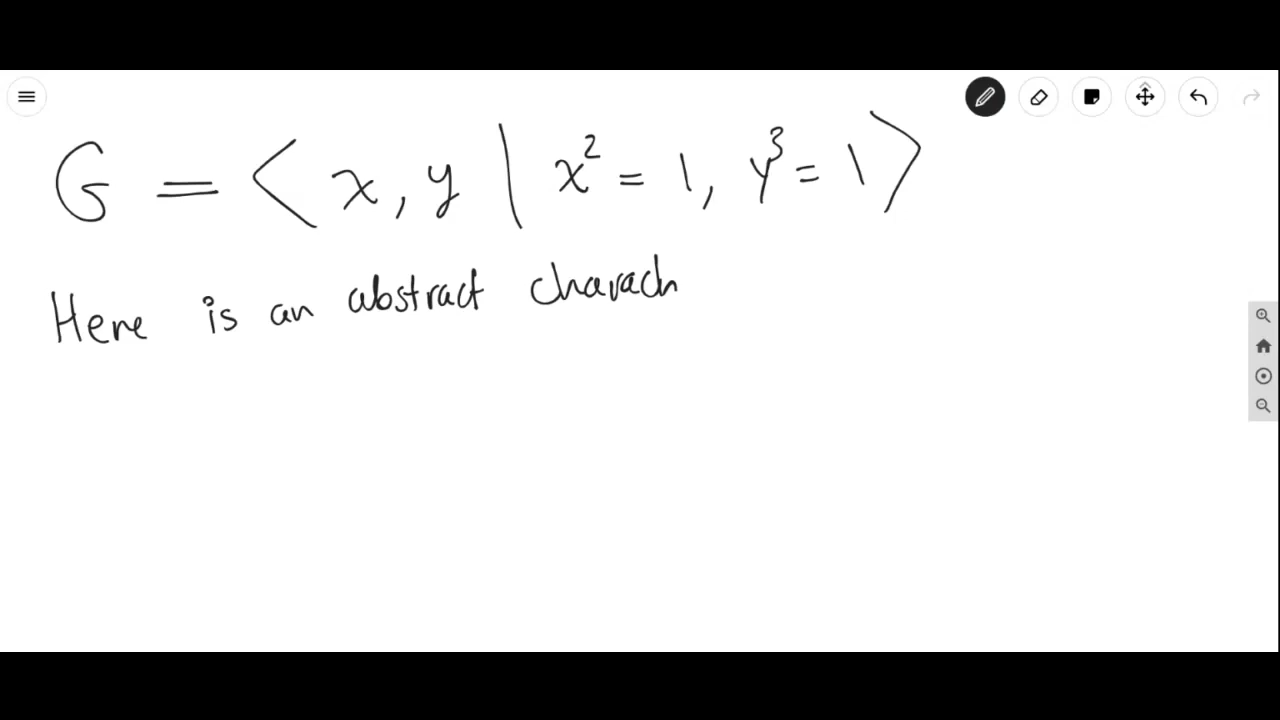 G = ⟨ x, y | x² = 1, y³ = 1 ⟩
Here is an abstract charach